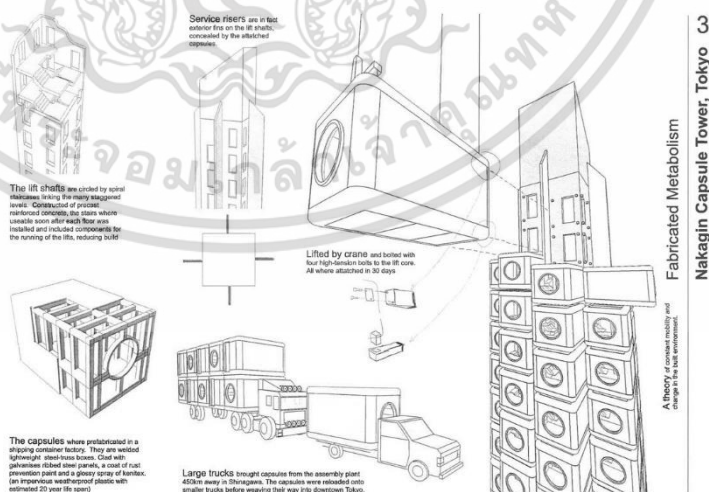 Service risers are in fact
exterior fins on the lift shafts,
concealed by the attatched
capsules.
The lift shafts are circled by spiral
staircases linking the many staggered
levels. Constructed of precast
reinforced concrete, the stairs where
useable soon after each floor was
installed and included components for
the running of the lifts, reducing build
Lifted by crane and bolted with
four high-tension bolts to the lift core.
All where attatched in 30 days
The capsules where prefabricated in a
shipping container factory. They are welded
lightweight steel-truss boxes. Clad with
galvanises ribbed steel panels, a coat of rust
prevention paint and a glossy spray of kenitex.
(an impervious weatherproof plastic with
estimated 20 year life span)
Large trucks brought capsules from the assembly plant
450km away in Shinagawa. The capsules were reloaded onto
smaller trucks before weaving their way into downtown Tokyo.
A theory of constant mobility and
change in the built environment.
Fabricated Metabolism
Nakagin Capsule Tower, Tokyo
3